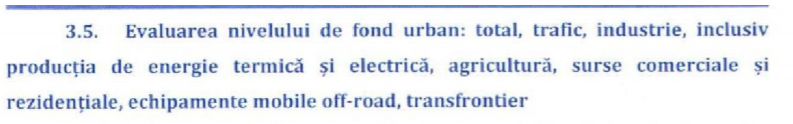 3.5. Evaluarea nivelului de fond urban: total, trafic, industrie, inclusiv
producția de energie termică și electrică, agricultură, surse comerciale și
rezidențiale, echipamente mobile off-road, transfrontier